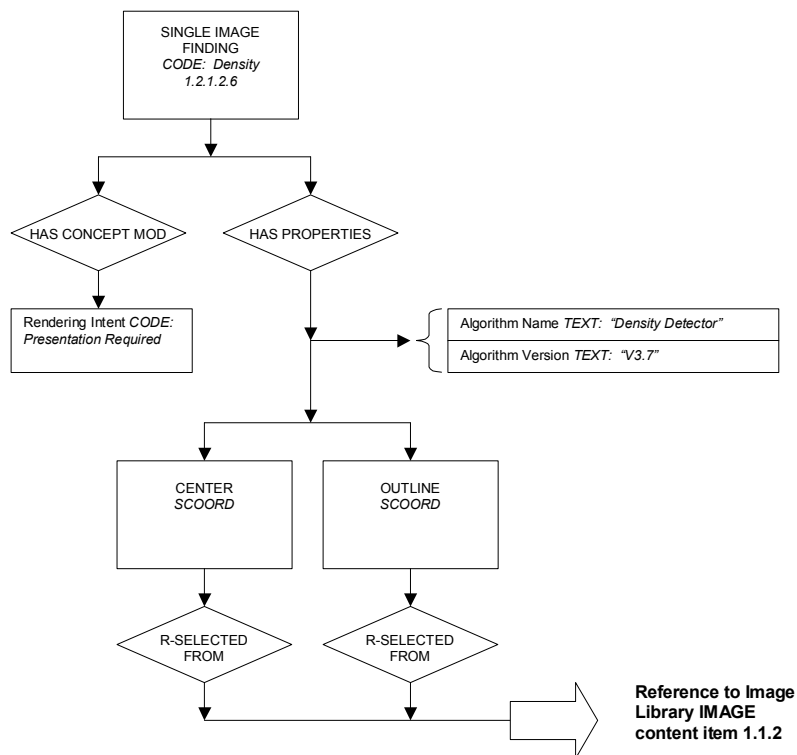 SINGLE IMAGE
FINDING
CODE:  Density
1.2.1.2.6
HAS CONCEPT MOD
HAS PROPERTIES
Rendering Intent CODE:
Presentation Required
Algorithm Name TEXT:  “Density Detector”
Algorithm Version TEXT:  “V3.7”
CENTER
SCOORD
OUTLINE
SCOORD
R-SELECTED
FROM
R-SELECTED
FROM
Reference to Image
Library IMAGE
content item 1.1.2